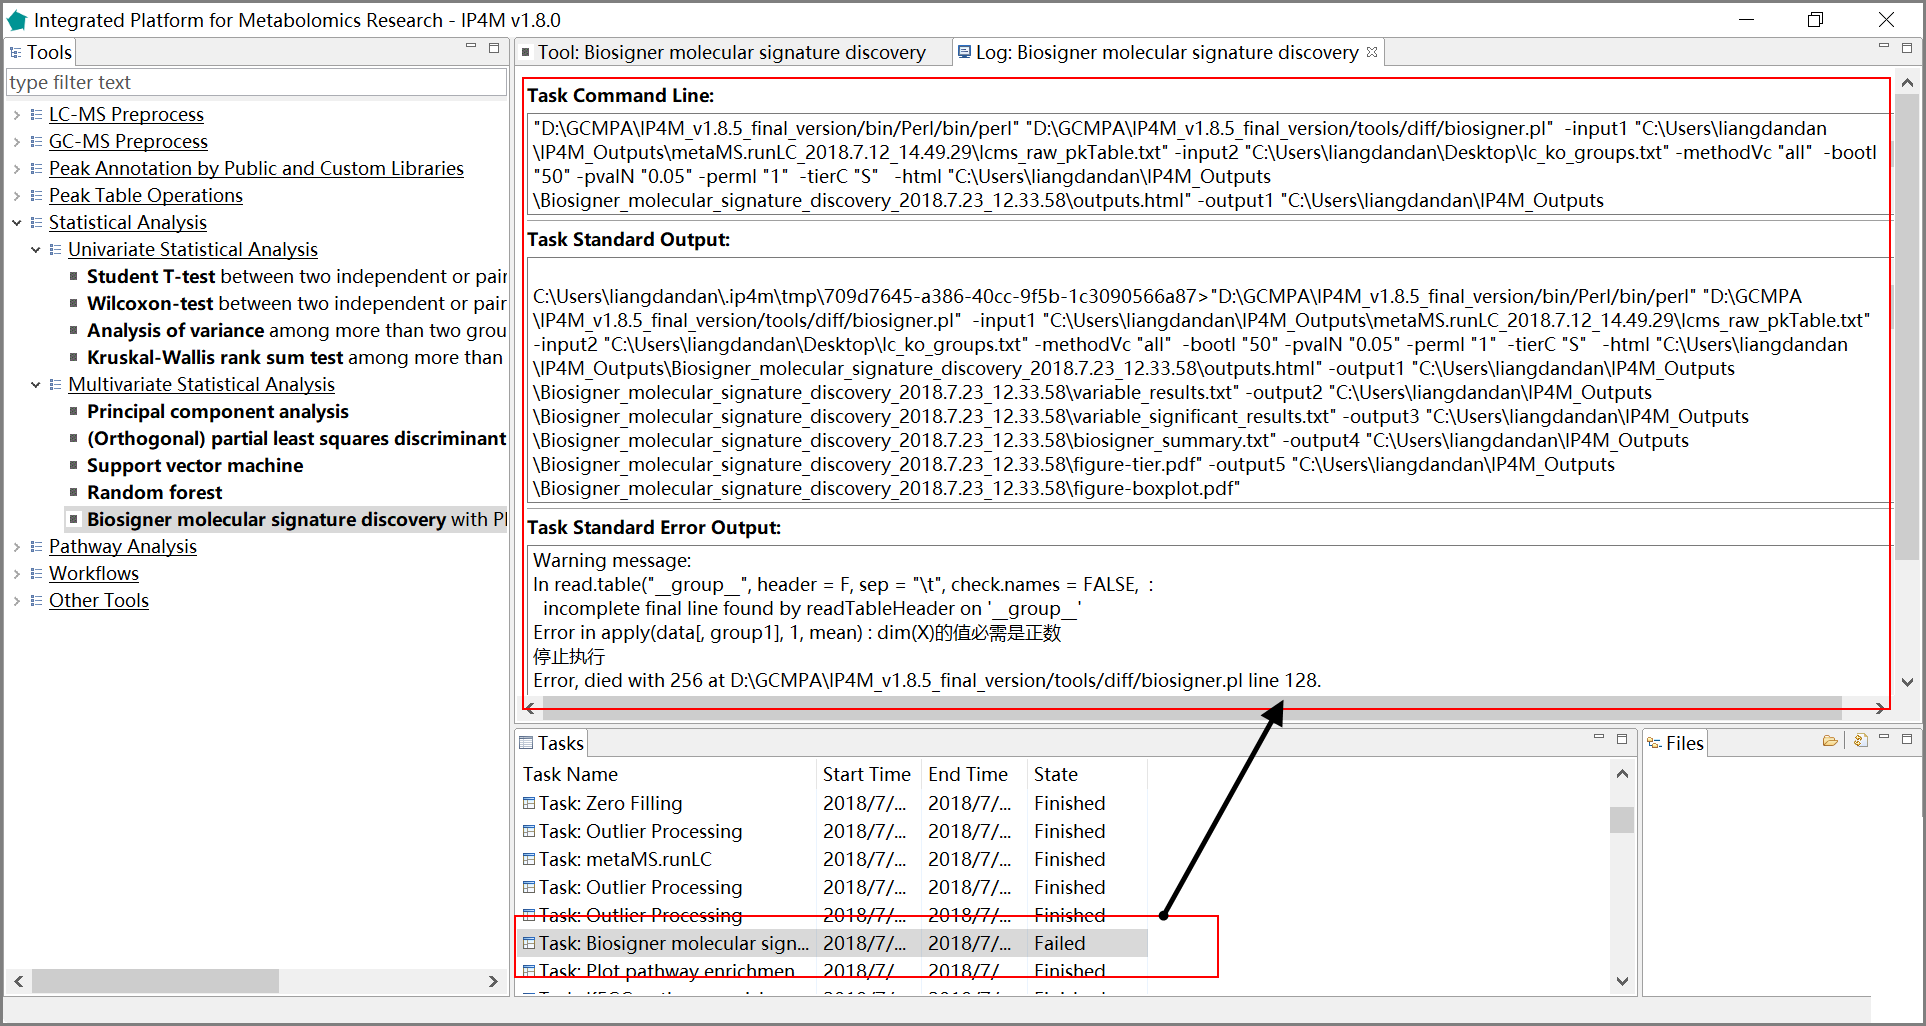 Integrated Platform for Metabolomics Research - IP4M v1.8.0
Tools
type filter text
LC-MS Preprocess
GC-MS Preprocess
Peak Annotation by Public and Custom Libraries
Peak Table Operations
Statistical Analysis
Univariate Statistical Analysis
Student T-test between two independent or pair
Wilcoxon-test between two independent or pair
Analysis of variance among more than two grou
Kruskal-Wallis rank sum test among more than
Multivariate Statistical Analysis
Principal component analysis
(Orthogonal) partial least squares discriminant
Support vector machine
Random forest
Biosigner molecular signature discovery with Pl
Pathway Analysis
Workflows
Other Tools
Tool: Biosigner molecular signature discovery
Log: Biosigner molecular signature discovery
Task Command Line:
"D:\GCMPA\IP4M_v1.8.5_final_version/bin/Perl/bin/perl" "D:\GCMPA\IP4M_v1.8.5_final_version/tools/diff/biosigner.pl"  -input1 "C:\Users\liangdandan
\IP4M_Outputs\metaMS.runLC_2018.7.12_14.49.29\lcms_raw_pkTable.txt" -input2 "C:\Users\liangdandan\Desktop\lc_ko_groups.txt" -methodVc "all"  -bootI
"50" -pvalN "0.05" -permI "1"  -tierC "S"   -html "C:\Users\liangdandan\IP4M_Outputs
\Biosigner_molecular_signature_discovery_2018.7.23_12.33.58\outputs.html" -output1 "C:\Users\liangdandan\IP4M_Outputs
Task Standard Output:
C:\Users\liangdandan\.ip4m\tmp\709d7645-a386-40cc-9f5b-1c3090566a87>"D:\GCMPA\IP4M_v1.8.5_final_version/bin/Perl/bin/perl" "D:\GCMPA
\IP4M_v1.8.5_final_version/tools/diff/biosigner.pl"  -input1 "C:\Users\liangdandan\IP4M_Outputs\metaMS.runLC_2018.7.12_14.49.29\lcms_raw_pkTable.txt"
-input2 "C:\Users\liangdandan\Desktop\lc_ko_groups.txt" -methodVc "all"  -bootI "50" -pvalN "0.05" -permI "1"  -tierC "S"   -html "C:\Users\liangdandan
\IP4M_Outputs\Biosigner_molecular_signature_discovery_2018.7.23_12.33.58\outputs.html" -output1 "C:\Users\liangdandan\IP4M_Outputs
\Biosigner_molecular_signature_discovery_2018.7.23_12.33.58\variable_results.txt" -output2 "C:\Users\liangdandan\IP4M_Outputs
\Biosigner_molecular_signature_discovery_2018.7.23_12.33.58\variable_significant_results.txt" -output3 "C:\Users\liangdandan\IP4M_Outputs
\Biosigner_molecular_signature_discovery_2018.7.23_12.33.58\biosigner_summary.txt" -output4 "C:\Users\liangdandan\IP4M_Outputs
\Biosigner_molecular_signature_discovery_2018.7.23_12.33.58\figure-tier.pdf" -output5 "C:\Users\liangdandan\IP4M_Outputs
\Biosigner_molecular_signature_discovery_2018.7.23_12.33.58\figure-boxplot.pdf"
Task Standard Error Output:
Warning message:
In read.table("__group__", header = F, sep = "\t", check.names = FALSE,  :
  incomplete final line found by readTableHeader on '__group__'
Error in apply(data[, group1], 1, mean) : dim(X)的值必需是正数
停止执行
Error, died with 256 at D:\GCMPA\IP4M_v1.8.5_final_version/tools/diff/biosigner.pl line 128.
Tasks
Task Name Start Time End Time State
Task: Zero Filling 2018/7/... 2018/7/... Finished
Task: Outlier Processing 2018/7/... 2018/7/... Finished
Task: metaMS.runLC 2018/7/... 2018/7/... Finished
Task: Outlier Processing 2018/7/... 2018/7/... Finished
Task: Outlier Processing 2018/7/... 2018/7/... Finished
Task: Biosigner molecular sign... 2018/7/... 2018/7/... Failed
Task: Plot pathway enrichmen 2018/7/ 2018/7/ Finished
Files